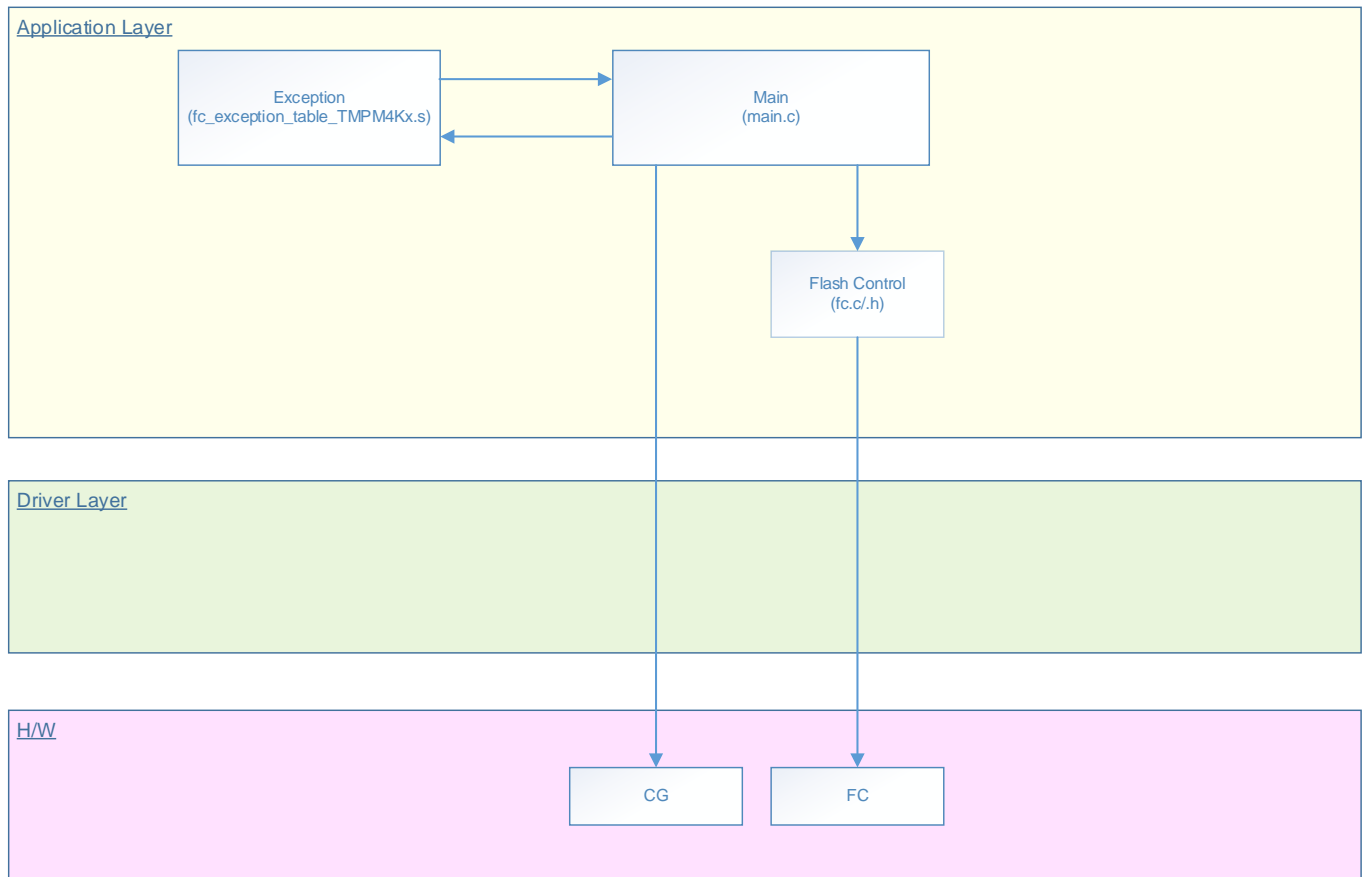 Application Layer
Exception
(fc_exception_table_TMPM4Kx.s)
Main
(main.c)
Flash Control
(fc.c/.h)
Driver Layer
H/W
CG
FC